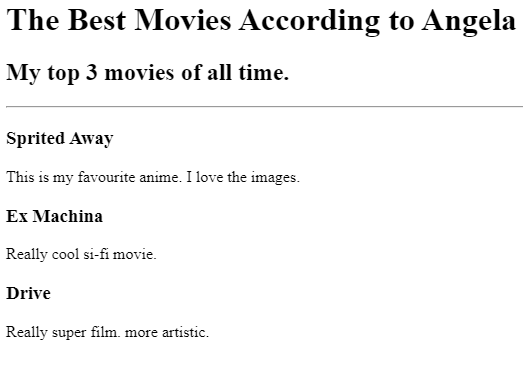 The Best Movies According to Angela
My top 3 movies of all time.
Sprited Away
This is my favourite anime. I love the images.
Ex Machina
Really cool si-fi movie.
Drive
Really super film. more artistic.